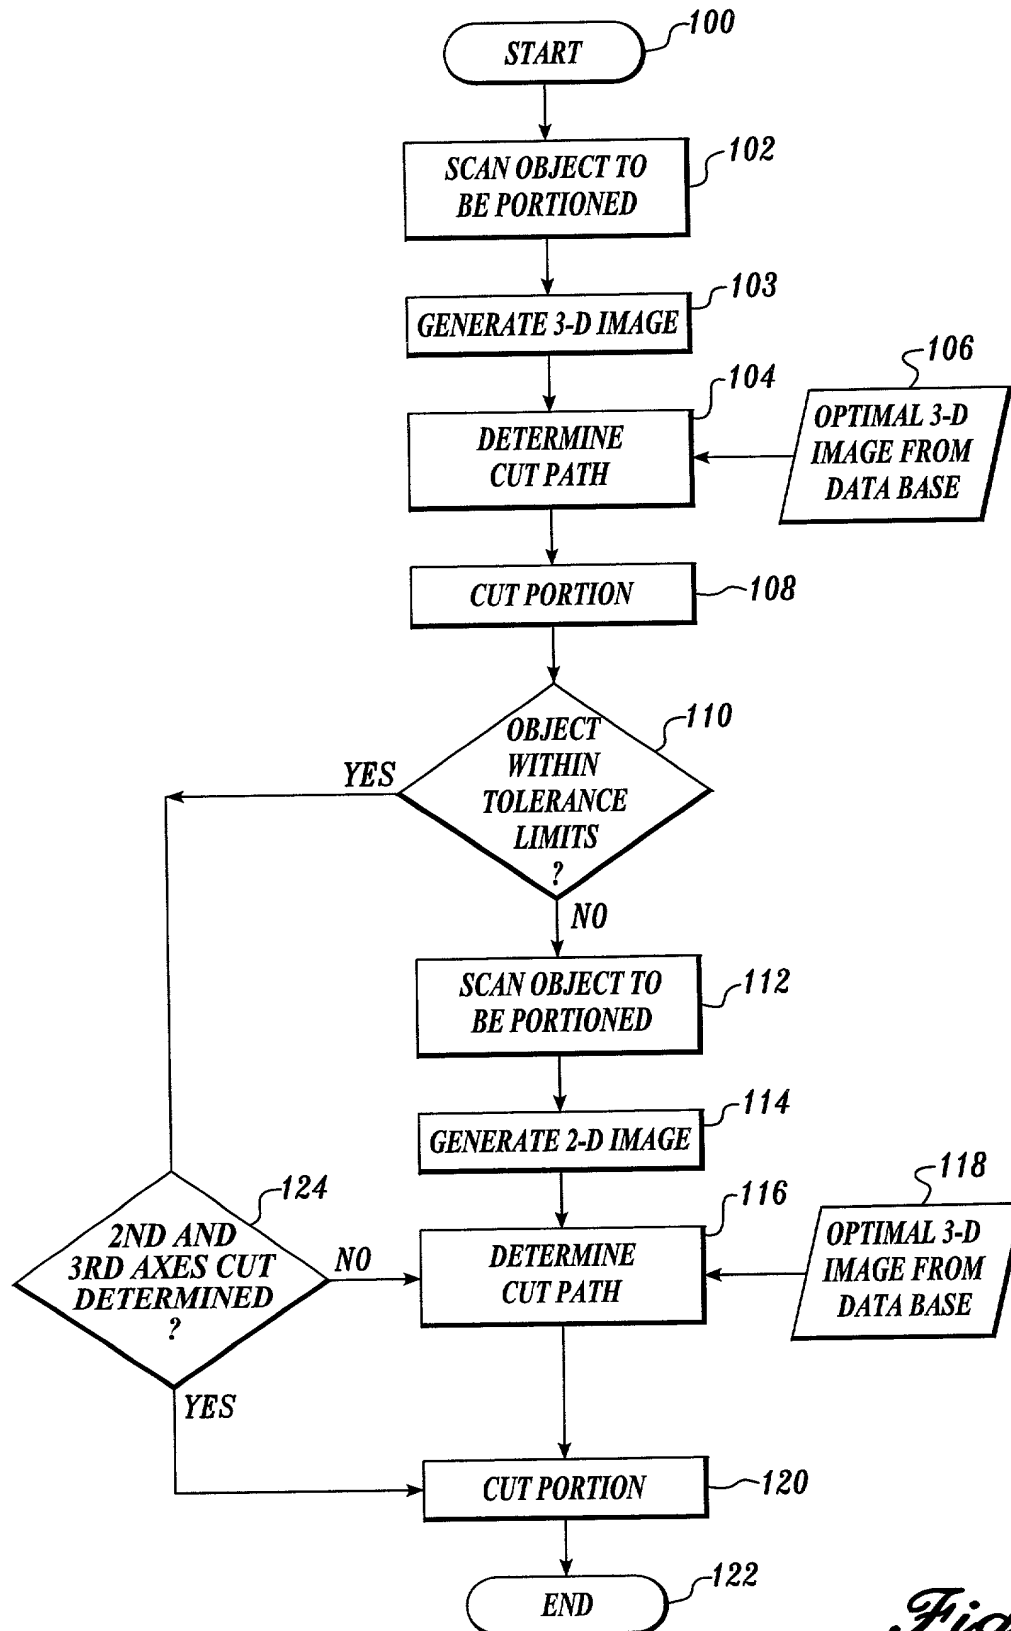 100
START
102
SCAN OBJECT TO
BE PORTIONED
103
GENERATE 3-D IMAGE
104
106
DETERMINE
CUT PATH
OPTIMAL 3-D
IMAGE FROM
DATA BASE
CUT PORTION
108
110
OBJECT
WITHIN
TOLERANCE
LIMITS
?
YES
NO
SCAN OBJECT TO
BE PORTIONED
112
114
GENERATE 2-D IMAGE
116
118
124
2ND AND
3RD AXES CUT
DETERMINED
?
NO
DETERMINE
CUT PATH
OPTIMAL 3-D
IMAGE FROM
DATA BASE
YES
CUT PORTION
120
122
END
Fig